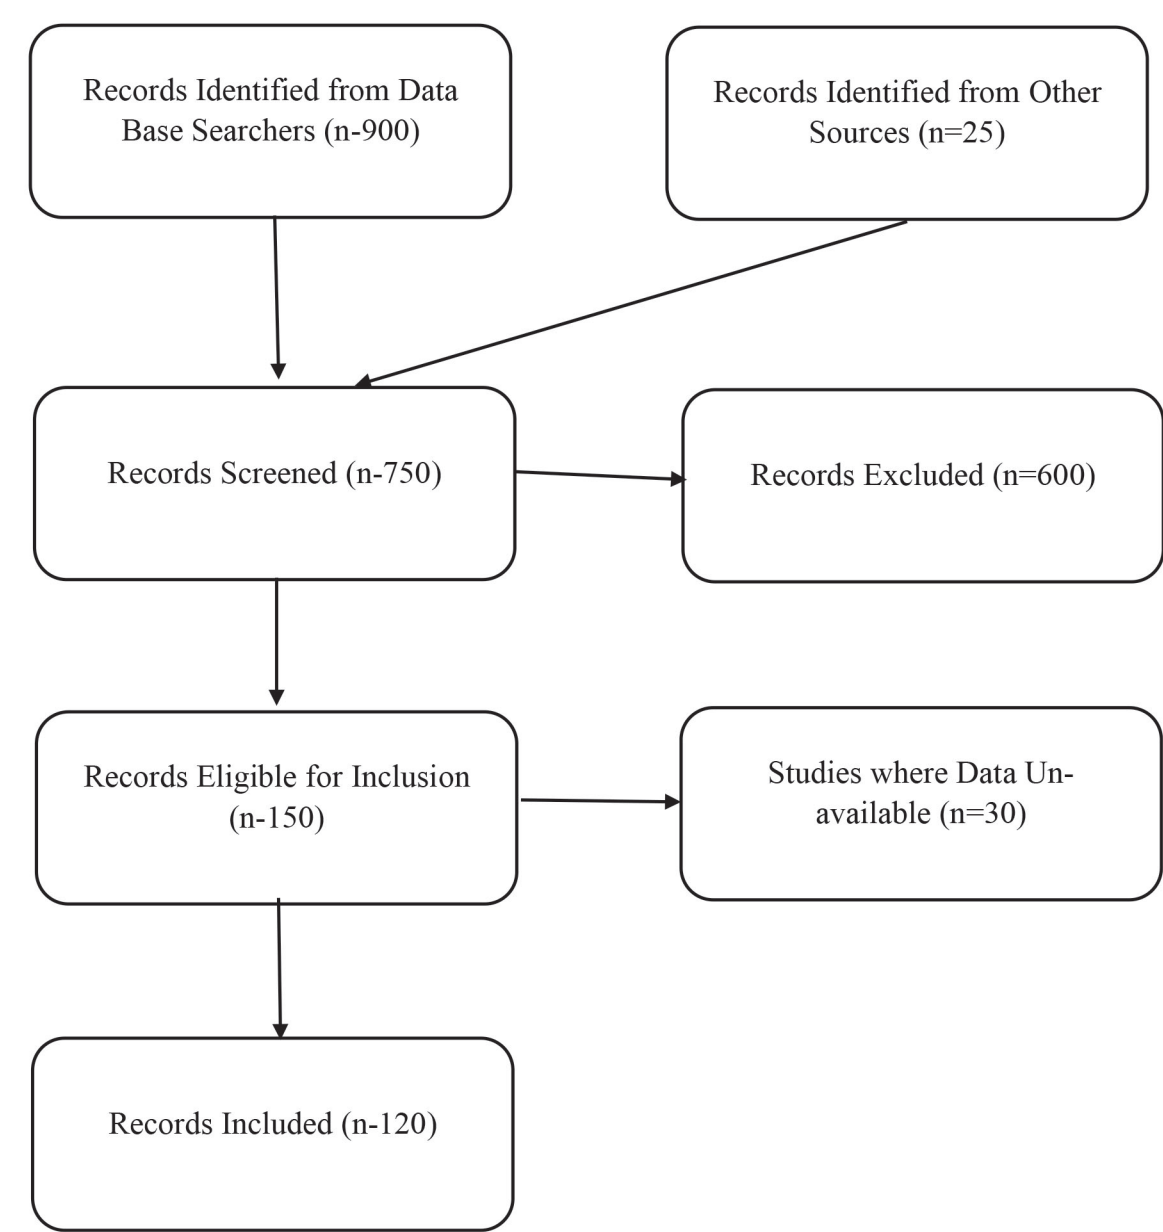 Records Identified from Data
Base Searchers (n-900)
Records Identified from Other
Sources (n=25)
Records Screened (n-750)
Records Excluded (n=600)
Records Eligible for Inclusion
(n-150)
Studies where Data Un-
available (n=30)
Records Included (n-120)